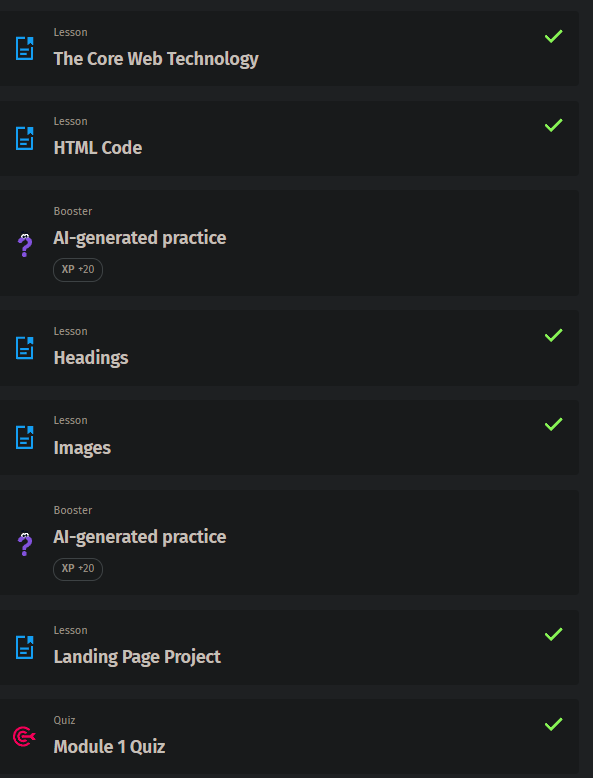 Lesson
The Core Web Technology
Lesson
HTML Code
Booster
AI-generated practice
XP +20
Lesson
Headings
Lesson
Images
Booster
AI-generated practice
XP +20
Lesson
Landing Page Project
Quiz
Module 1 Quiz